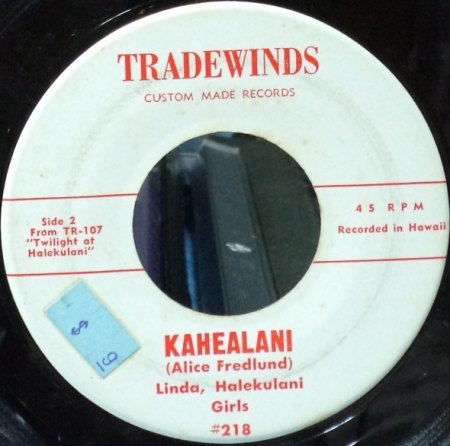 TRADEWINDS
CUSTOM MADE RECORDS
Side 2
From TR-107
"Twilight at
Halekulani"
45 RPM
Recorded in Hawaii
KAHEALANI
(Alice Fredlund)
Linda, Halekulani
Girls
#218